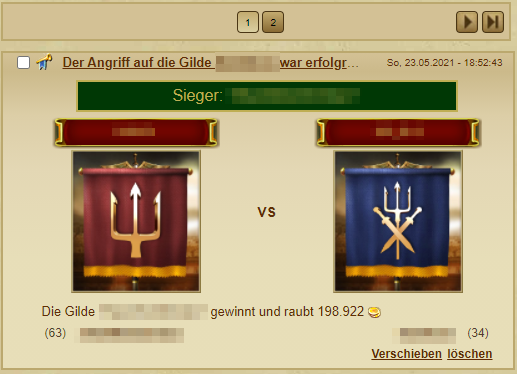 1 2
Der Angriff auf die Gilde war erfolgr... So, 23.05.2021 - 18:52:43
Sieger:
VS
Die Gilde gewinnt und raubt 198.922
(63) (34)
Verschieben löschen